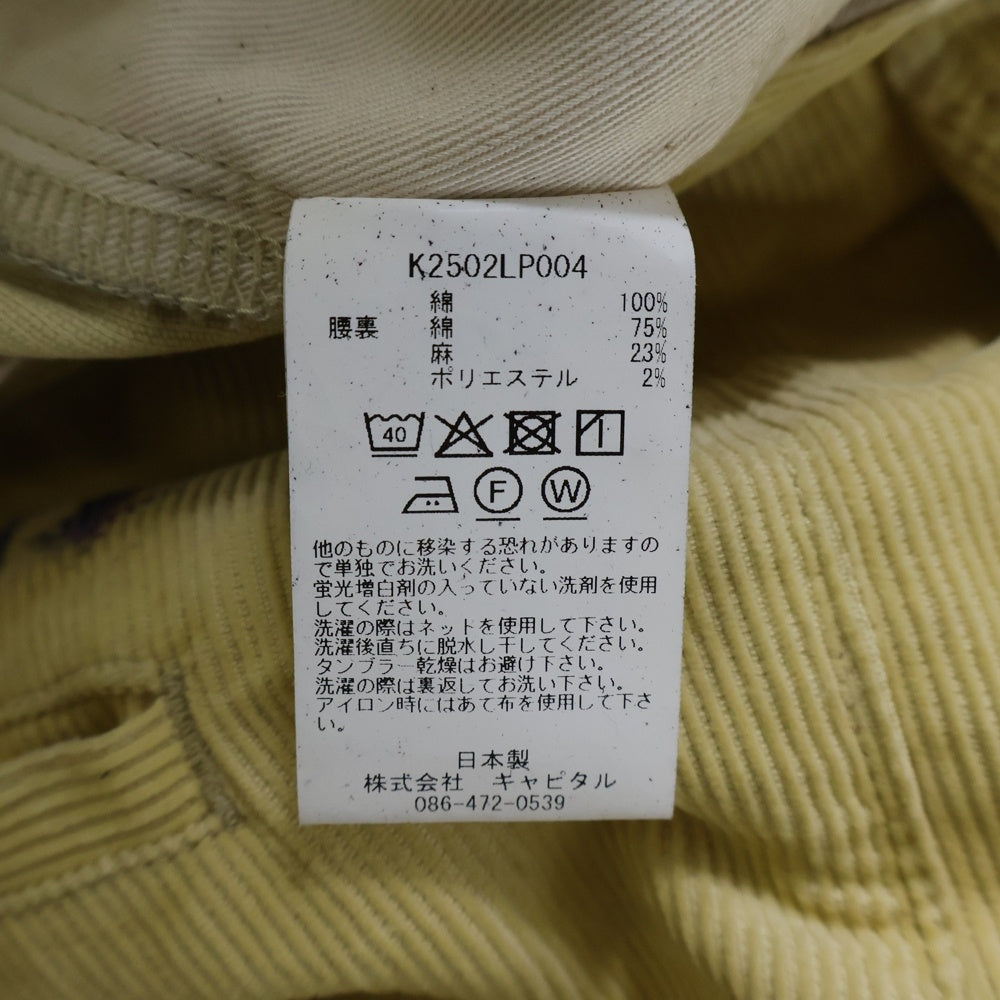 K2502LP004
綿 100%
腰裏 綿 75%
麻 23%
ポリエステル 2%
40
F W
他のものに移染する恐れがありますの
で単独でお洗いください。
蛍光増白剤の入っていない洗剤を使用
してください。
洗濯の際はネットを使用して下さい。
洗濯後直ちに脱水し干してください。
タンブラー乾燥はお避け下さい。
洗濯の際は裏返してお洗い下さい。
アイロン時にはあて布を使用して下さ
い。
日本製
株式会社 キャピタル
086-472-0539